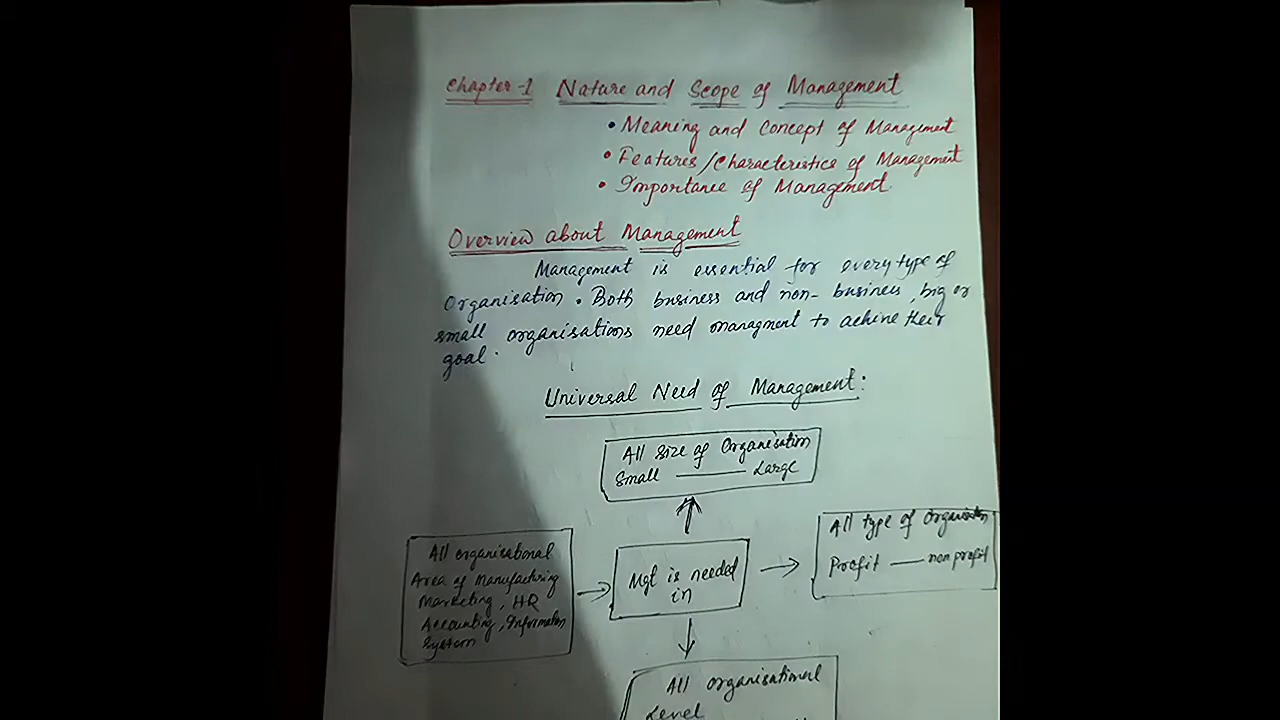 Chapter-1 Nature and Scope of Management
• Meaning and Concept of Management
• Features/Characteristics of Management
• Importance of Management.
Overview about Management
Management is essential for every type of
Organisation. Both business and non-business, big or
small organisations need managment to achive their
goal.
Universal Need of Management:
All size of Organisation
Small —— Large
All organisational
Area of Manufacturing
Marketing, HR
Accounting, Information
System
Mgt is needed
in
All type of Organisation
Profit —— non profit
All organisational
Level